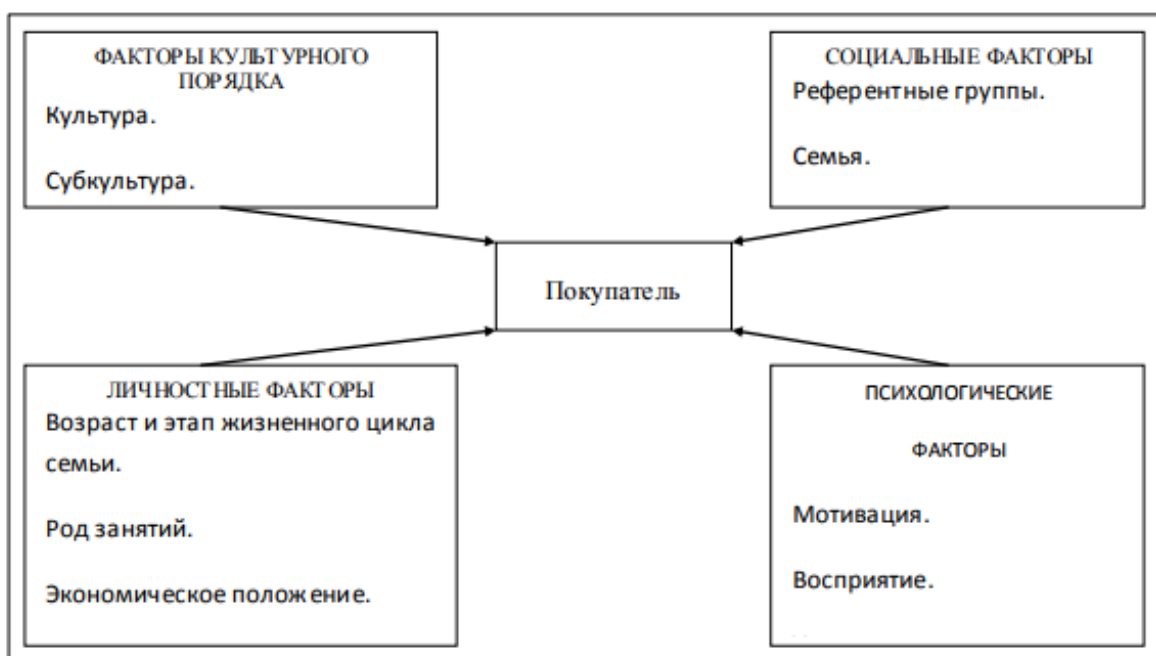 ФАКТОРЫ КУЛЬТУРНОГО
ПОРЯДКА
Культура.
Субкультура.
СОЦИАЛЬНЫЕ ФАКТОРЫ
Референтные группы.
Семья.
Покупатель
ЛИЧНОСТНЫЕ ФАКТОРЫ
Возраст и этап жизненного цикла
семьи.
Род занятий.
Экономическое положение.
ПСИХОЛОГИЧЕСКИЕ
ФАКТОРЫ
Мотивация.
Восприятие.